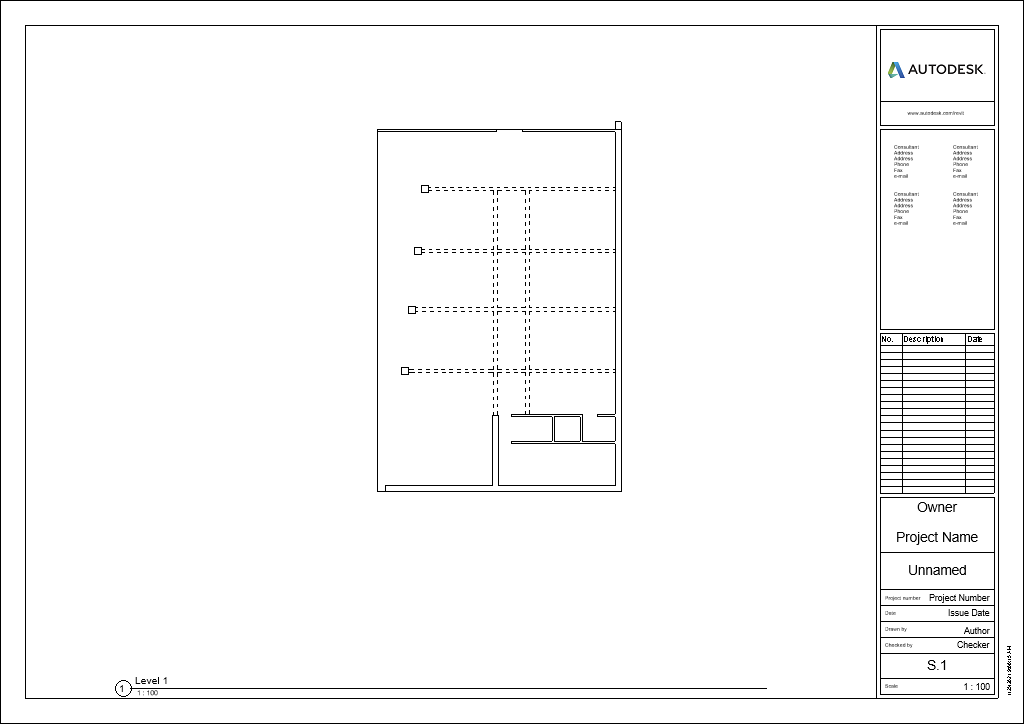 AUTODESK
www.autodesk.com/revit
Consultant
Address
Address
Phone
Fax
e-mail
Consultant
Address
Address
Phone
Fax
e-mail
Consultant
Address
Address
Phone
Fax
e-mail
Consultant
Address
Address
Phone
Fax
e-mail
No. Description Date
Owner
Project Name
Unnamed
Project number Project Number
Date Issue Date
Drawn by Author
Checked by Checker
S.1
Scale 1 : 100
1 Level 1
1 : 100